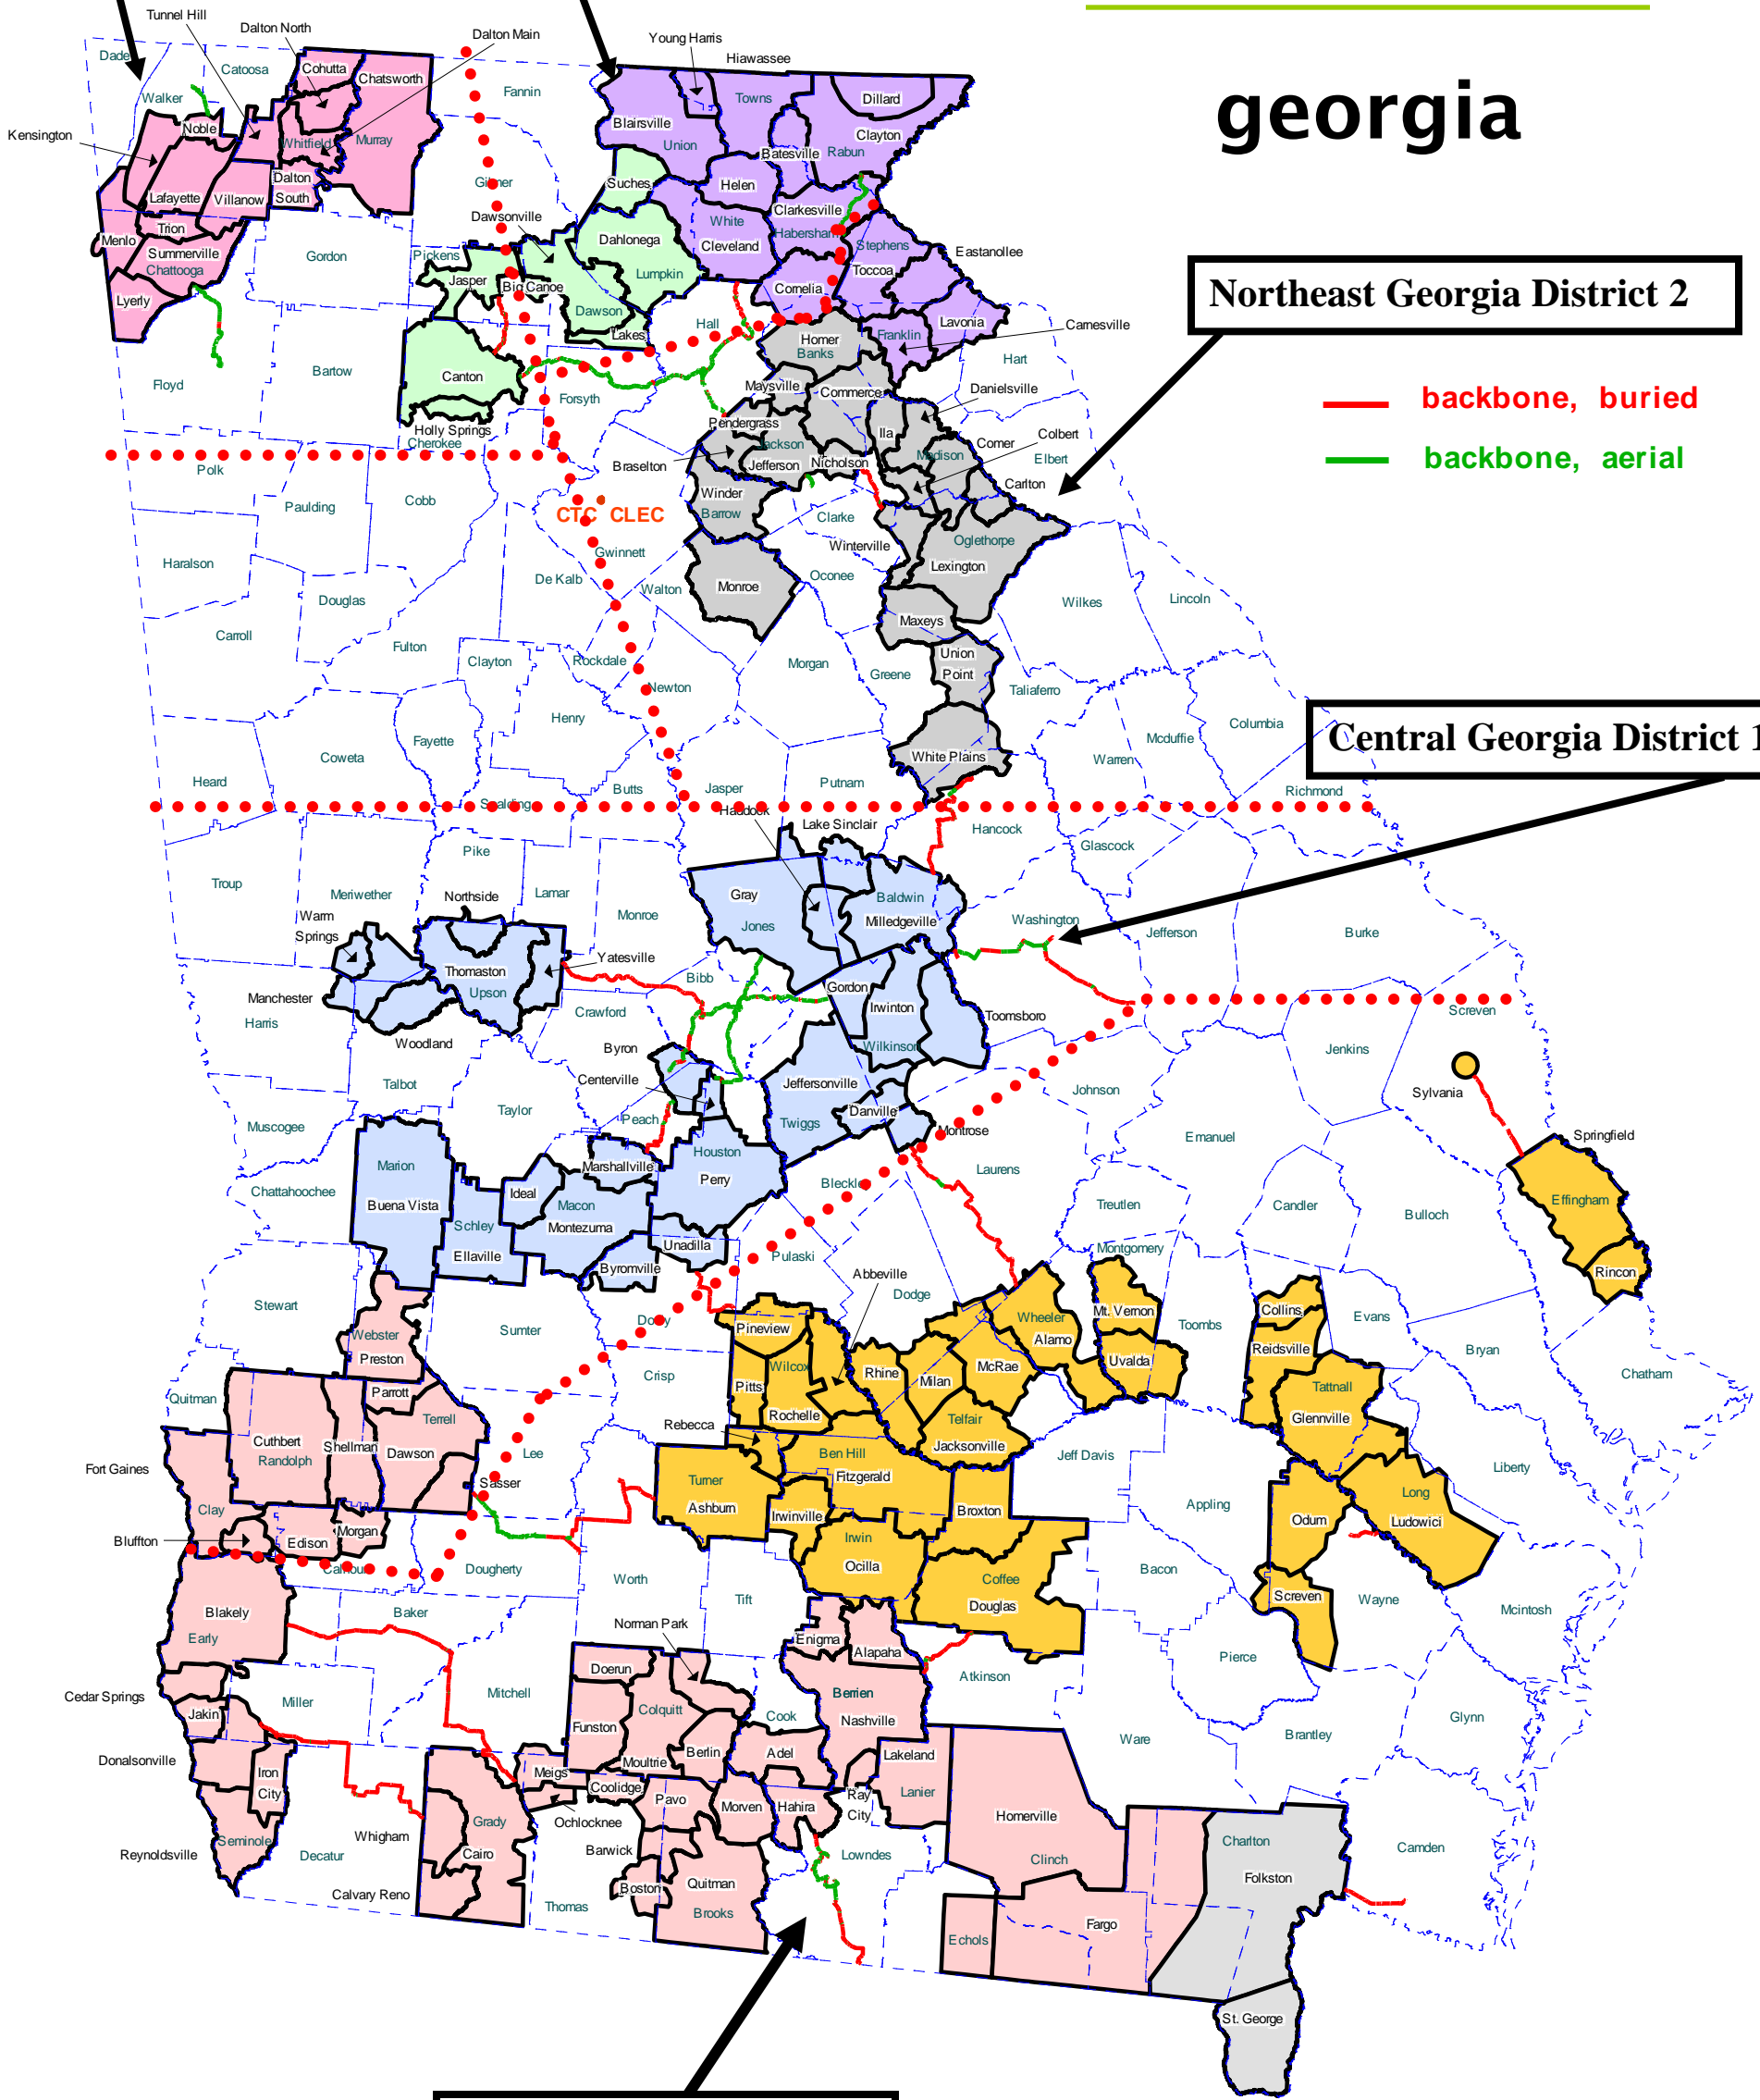 georgia
Northeast Georgia District 2
backbone, buried
backbone, aerial
Central Georgia District 1
CTC CLEC
Tunnel Hill
Dalton North
Dalton Main
Young Harris
Hiawassee
Dade
Catoosa
Cohutta
Chatsworth
Fannin
Towns
Dillard
Walker
Noble
Kensington
Whitfield
Murray
Blairsville
Union
Clayton
Batesville
Rabun
Dalton
South
Lafayette
Villanow
Gilmer
Suches
Helen
Clarkesville
Trion
Menlo
Summerville
Chattooga
Lyerly
Gordon
Dawsonville
Dahlonega
White
Cleveland
Habersham
Stephens
Eastanollee
Pickens
Jasper
Big Canoe
Lumpkin
Toccoa
Cornelia
Dawson
Lakes
Hall
Homer
Banks
Franklin
Lavonia
Carnesville
Hart
Floyd
Bartow
Canton
Forsyth
Maysville
Commerce
Danielsville
Holly Springs
Cherokee
Pendergrass
Jackson
Ila
Comer
Colbert
Polk
Braselton
Jefferson
Nicholson
Madison
Elbert
Carlton
Paulding
Cobb
Winder
Barrow
Clarke
Winterville
Oglethorpe
Lexington
Haralson
Gwinnett
De Kalb
Walton
Monroe
Oconee
Wilkes
Lincoln
Douglas
Carroll
Fulton
Clayton
Rockdale
Newton
Morgan
Maxeys
Greene
Union
Point
Taliaferro
Henry
Columbia
Coweta
Fayette
White Plains
Mcduffie
Warren
Heard
Butts
Jasper
Putnam
Richmond
Spalding
Haddock
Lake Sinclair
Hancock
Glascock
Pike
Troup
Meriwether
Northside
Lamar
Monroe
Gray
Jones
Baldwin
Milledgeville
Washington
Jefferson
Burke
Warm
Springs
Thomaston
Upson
Yatesville
Bibb
Gordon
Irwinton
Toomsboro
Screven
Manchester
Harris
Crawford
Woodland
Byron
Wilkinson
Jenkins
Talbot
Centerville
Jeffersonville
Johnson
Sylvania
Taylor
Peach
Twiggs
Danville
Montrose
Muscogee
Emanuel
Springfield
Marion
Marshallville
Houston
Perry
Bleckley
Laurens
Effingham
Chattahoochee
Buena Vista
Ideal
Macon
Montezuma
Schley
Ellaville
Treutlen
Candler
Bulloch
Unadilla
Byromville
Pulaski
Montgomery
Rincon
Stewart
Abbeville
Dodge
Webster
Preston
Sumter
Dooly
Pineview
Wheeler
Alamo
Mt. Vernon
Toombs
Collins
Evans
Reidsville
Bryan
Quitman
Parrott
Crisp
Pitts
Wilcox
Rhine
Milan
McRae
Uvalda
Chatham
Terrell
Rochelle
Tattnall
Glennville
Cuthbert
Shellman
Dawson
Randolph
Lee
Rebecca
Ben Hill
Telfair
Jacksonville
Jeff Davis
Fort Gaines
Sasser
Turner
Ashburn
Fitzgerald
Liberty
Clay
Irwinville
Broxton
Appling
Long
Ludowici
Odum
Bluffton
Edison
Morgan
Irwin
Ocilla
Calhoun
Dougherty
Worth
Tift
Coffee
Douglas
Bacon
Screven
Wayne
Mcintosh
Blakely
Early
Baker
Norman Park
Enigma
Alapaha
Pierce
Cedar Springs
Miller
Mitchell
Doerun
Colquitt
Berrien
Atkinson
Jakin
Funston
Cook
Nashville
Glynn
Donalsonville
Iron
City
Moultrie
Berlin
Adel
Lakeland
Ware
Brantley
Meigs
Coolidge
Pavo
Morven
Hahira
Ray
City
Lanier
Homerville
Ochlocknee
Whigham
Grady
Cairo
Seminole
Reynoldsville
Decatur
Barwick
Lowndes
Clinch
Charlton
Folkston
Camden
Calvary Reno
Boston
Quitman
Thomas
Brooks
Echols
Fargo
St. George